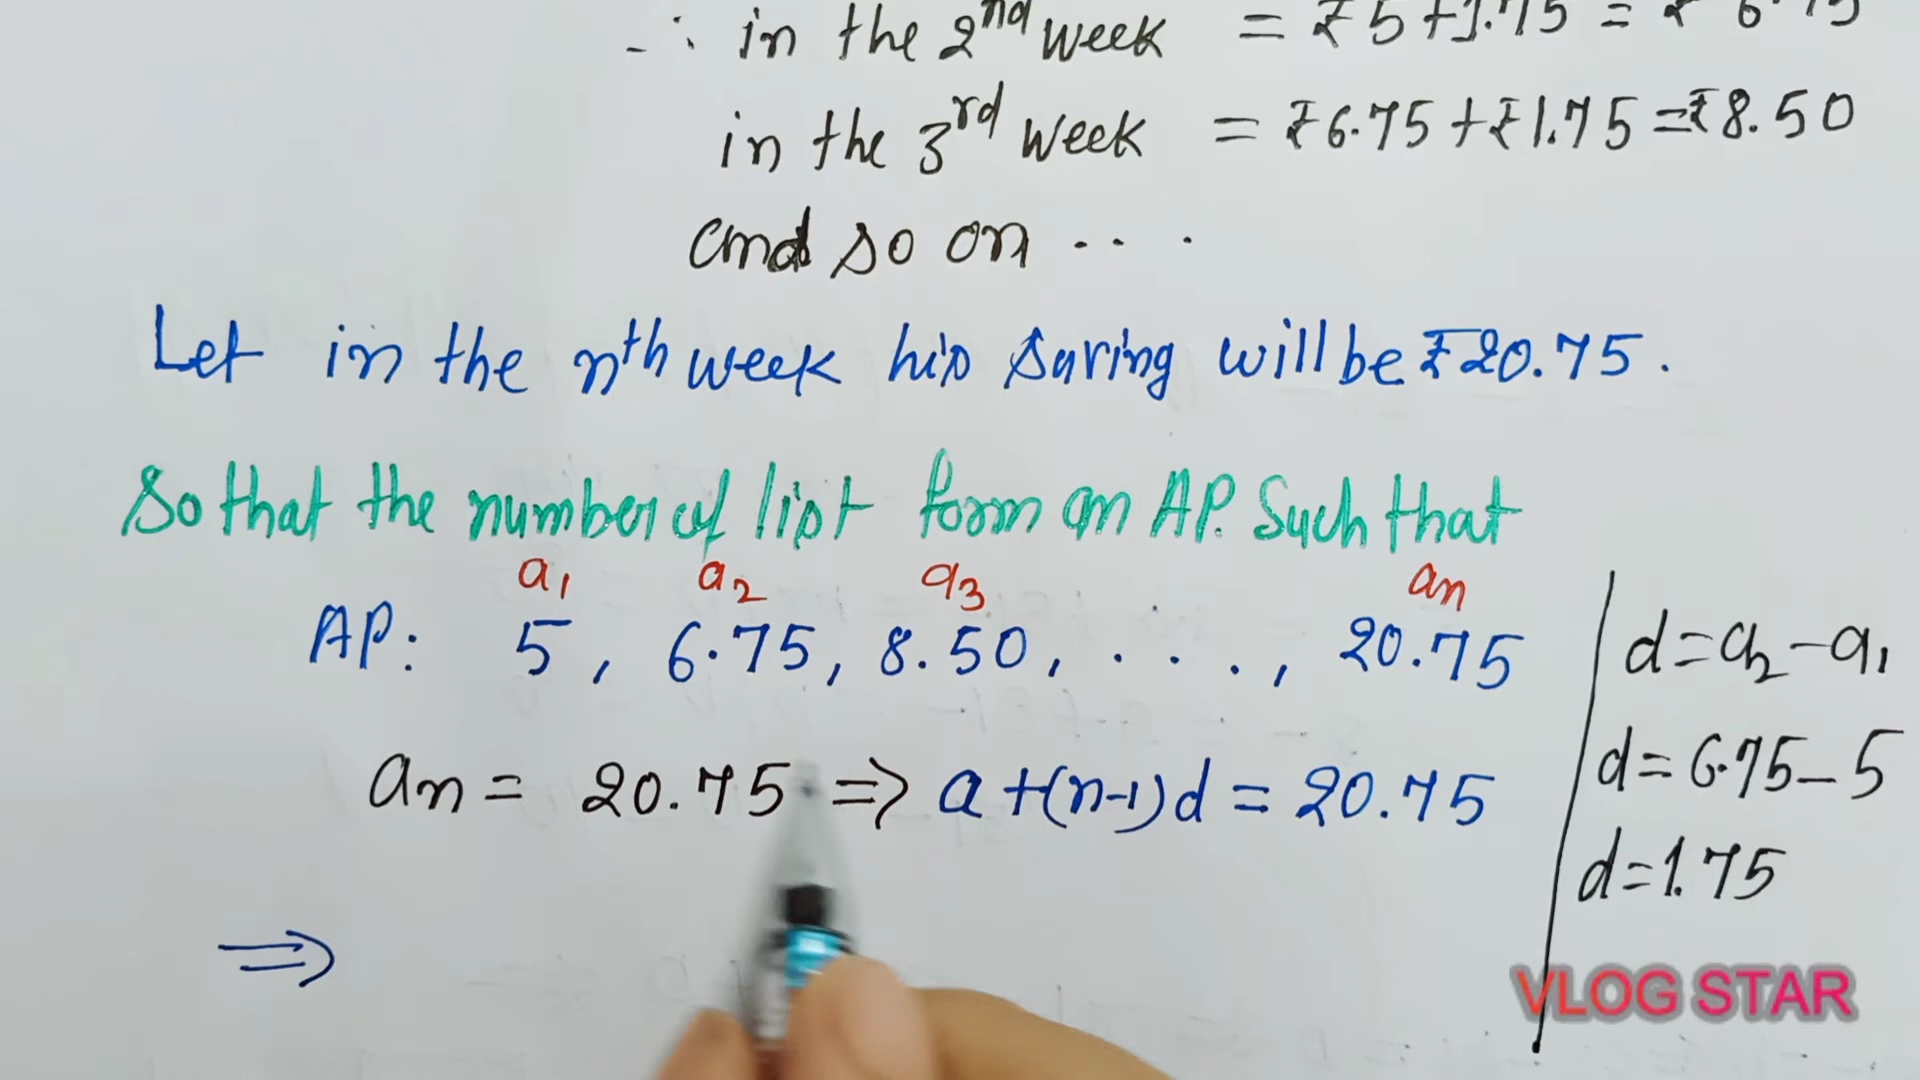 ∴ in the 2nd week = ₹5+1.75 = ₹ 6.75
in the 3rd week = ₹6.75+₹1.75=₹8.50
and so on ...
Let in the nth week his saving will be ₹20.75.
So that the number of list form an AP. Such that
a1 a2 a3 an
AP: 5, 6.75, 8.50, . . . , 20.75
an = 20.75 ⇒ a+(n-1)d = 20.75
⇒
d=a2-a1
d=6.75-5
d=1.75
VLOG STAR